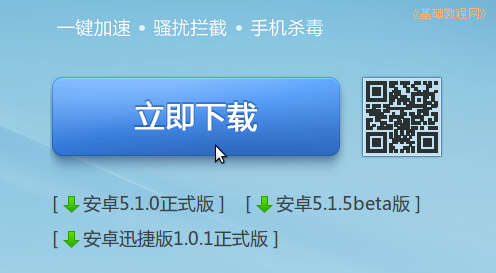 《基础教程网》
一键加速 • 骚扰拦截 • 手机杀毒
立即下载
[ 安卓5.1.0正式版 ] [ 安卓5.1.5beta版 ]
[ 安卓迅捷版1.0.1正式版 ]